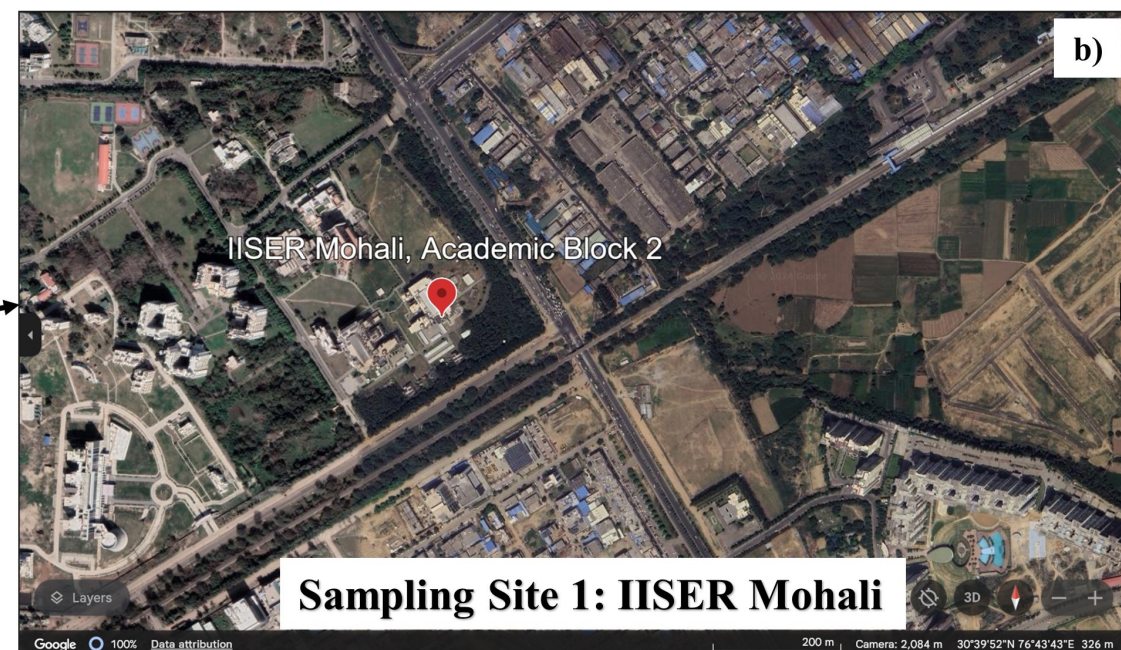 b)
IISER Mohali, Academic Block 2
Sampling Site 1: IISER Mohali
Layers
3D
Google 100% Data attribution
200 m Camera: 2,084 m 30°39'52"N 76°43'43"E 326 m